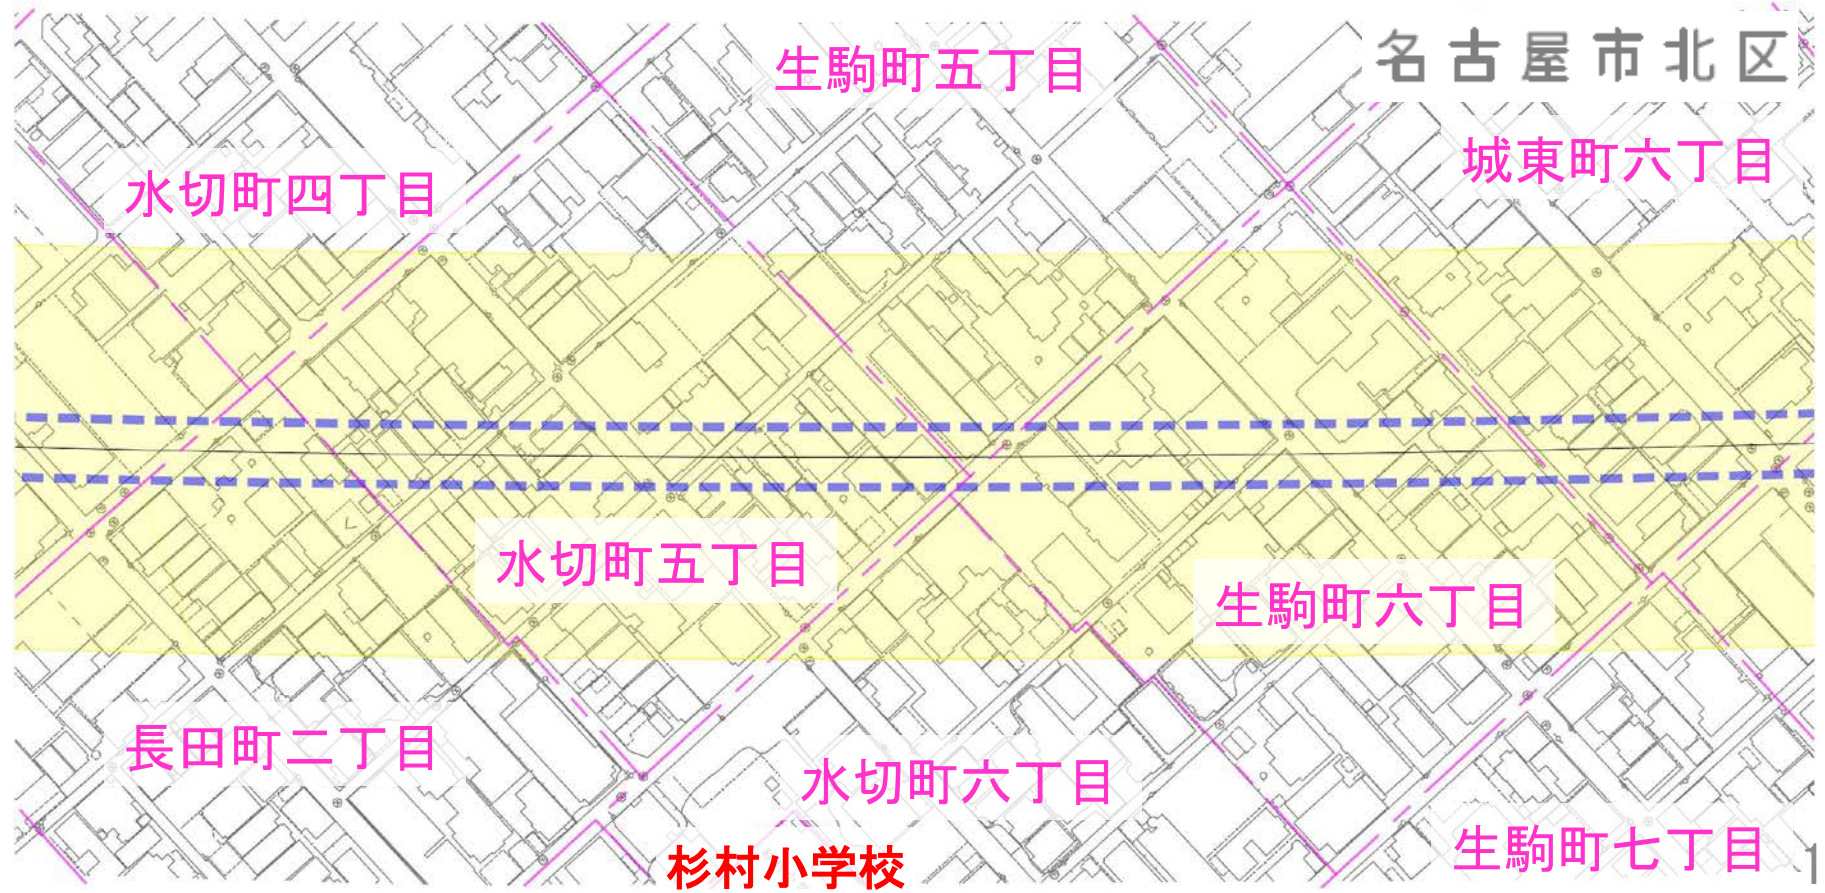 名古屋市北区
生駒町五丁目
城東町六丁目
水切町四丁目
水切町五丁目
生駒町六丁目
長田町二丁目
水切町六丁目
生駒町七丁目
杉村小学校
1